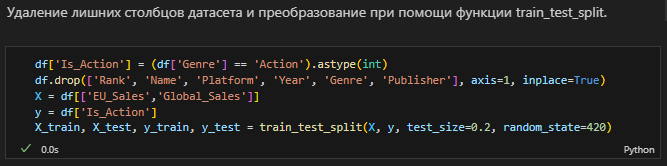 Удаление лишних столбцов датасета и преобразование при помощи функции train_test_split.
df['Is_Action'] = (df['Genre'] == 'Action').astype(int)
df.drop(['Rank', 'Name', 'Platform', 'Year', 'Genre', 'Publisher'], axis=1, inplace=True)
X = df[['EU_Sales','Global_Sales']]
y = df['Is_Action']
X_train, X_test, y_train, y_test = train_test_split(X, y, test_size=0.2, random_state=420)
0.0s Python